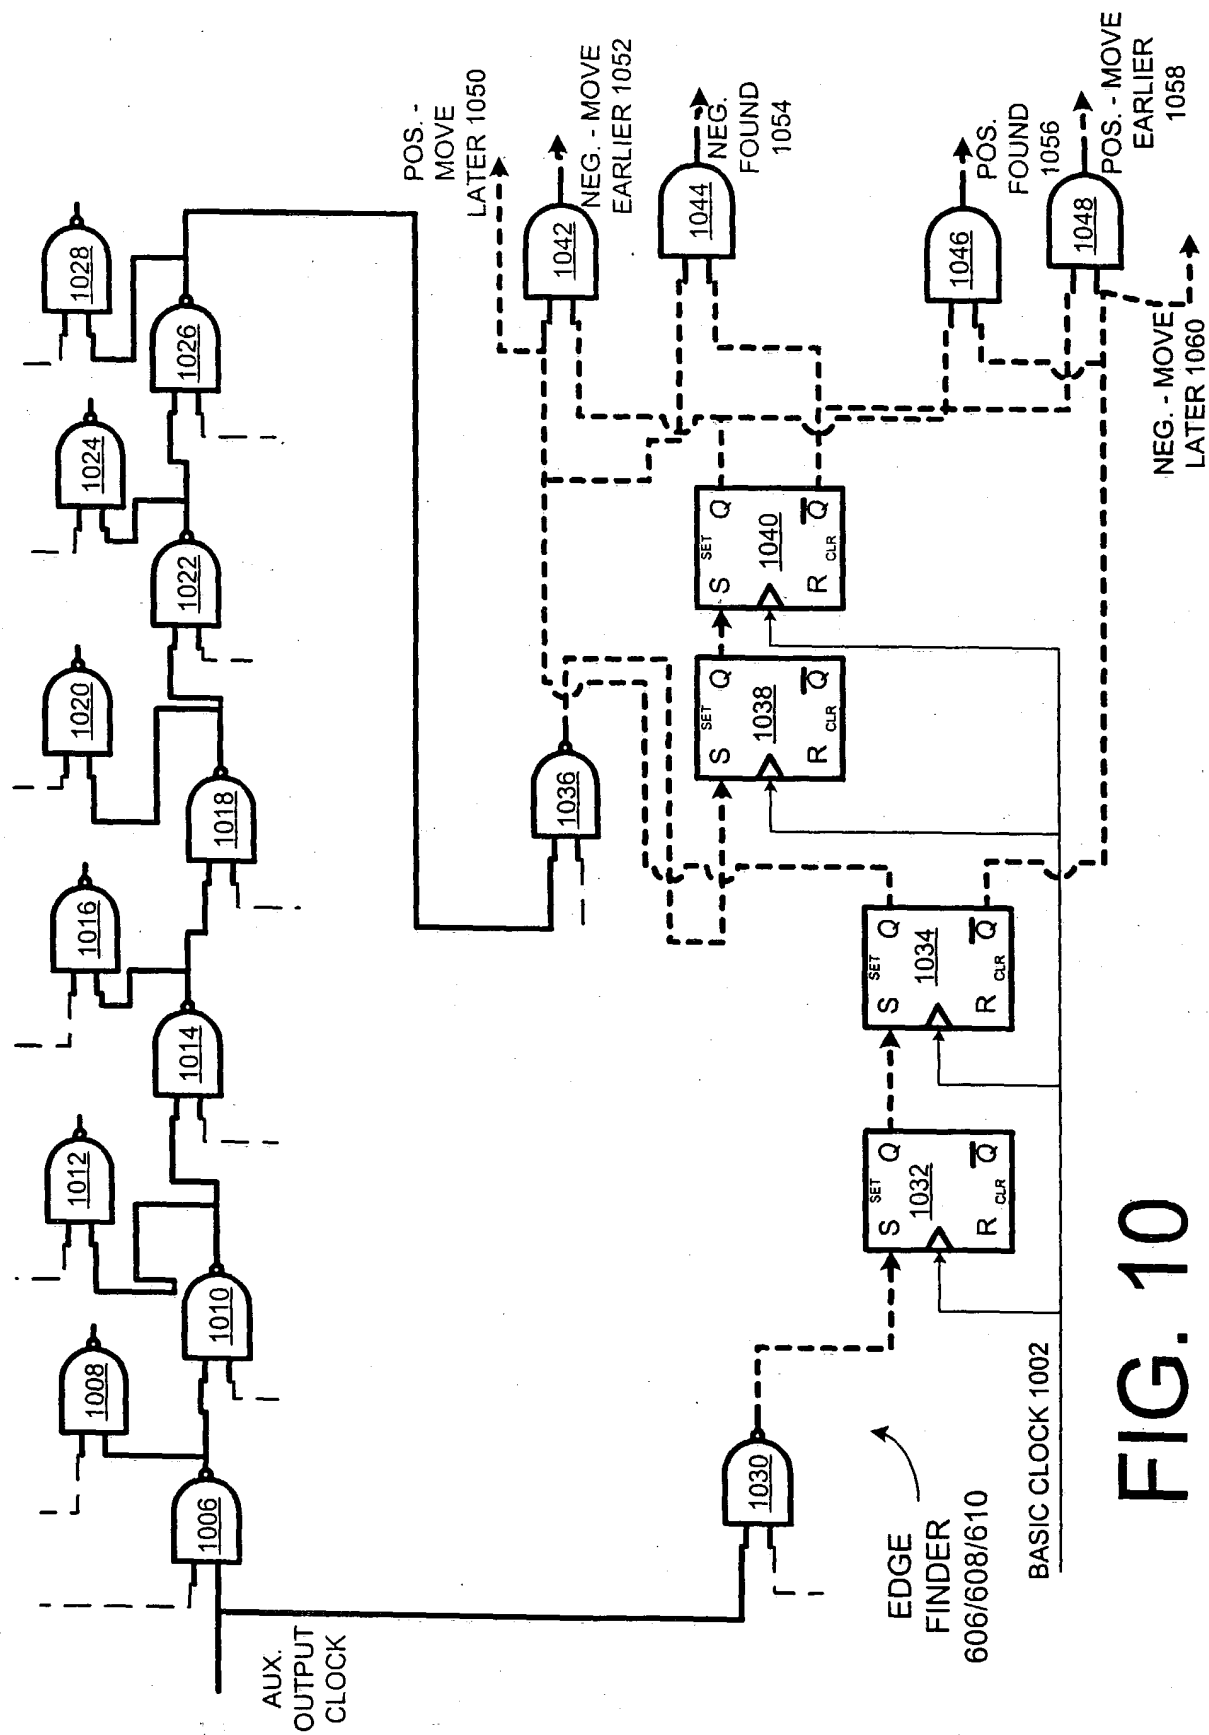 1008
1012
1016
1020
1024
1028
1006
1010
1014
1018
1022
1026
AUX.
OUTPUT
CLOCK
POS. -
MOVE
LATER 1050
1036
1042
NEG. - MOVE
EARLIER 1052
1030
SET
S Q
1038
R Q
CLR
SET
S Q
1040
R Q
CLR
1044
NEG.
FOUND
1054
EDGE
FINDER
606/608/610
SET
S Q
1032
R Q
CLR
SET
S Q
1034
R Q
CLR
1046
POS.
FOUND
1056
BASIC CLOCK 1002
1048
POS. - MOVE
EARLIER
1058
NEG. - MOVE
LATER 1060
FIG. 10